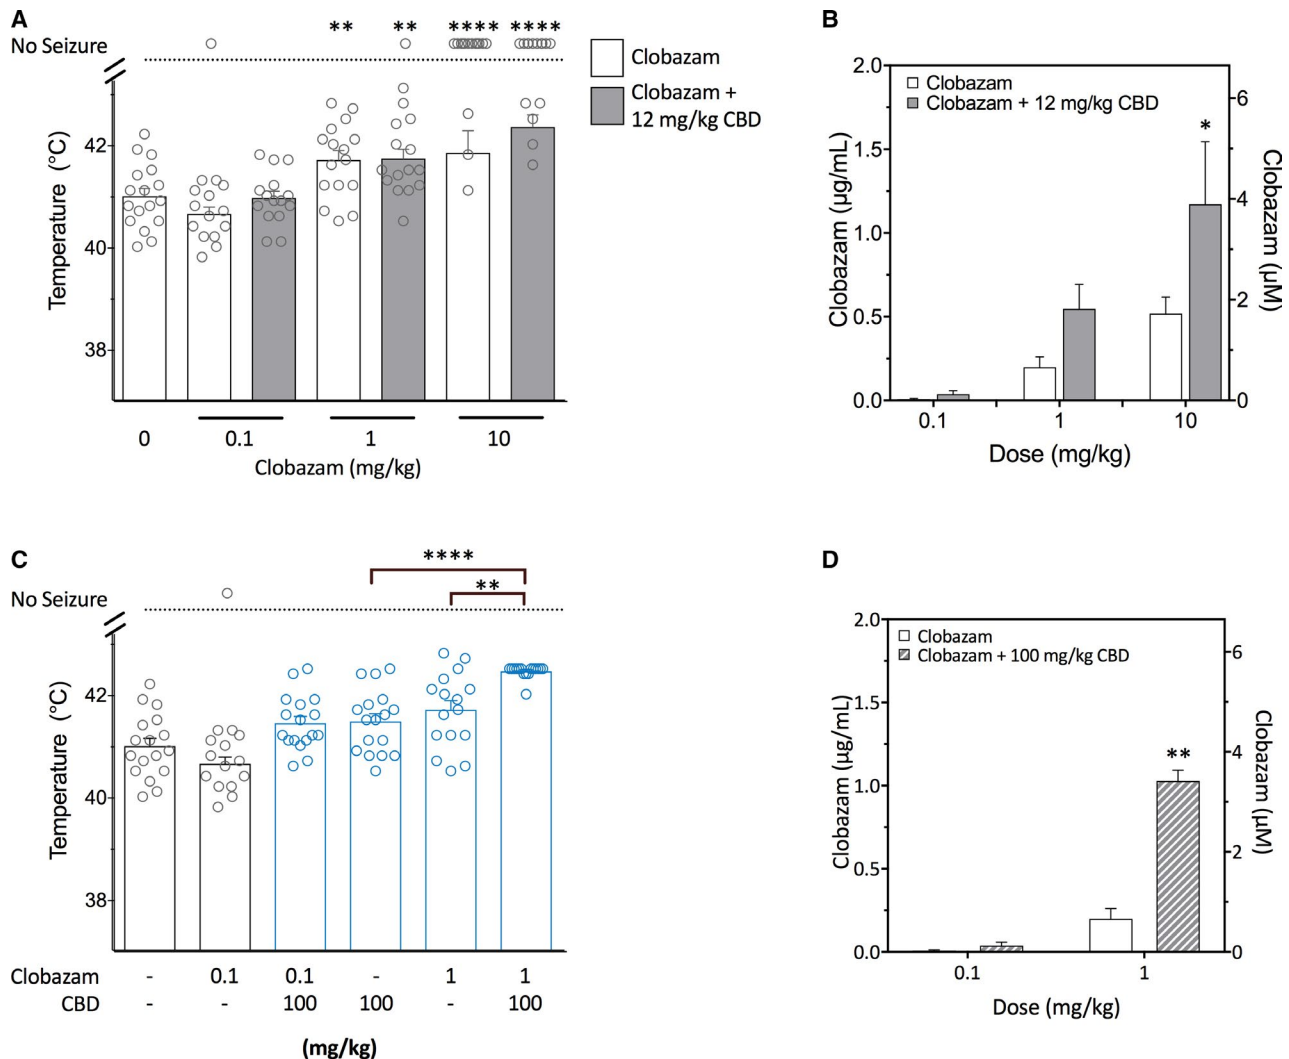 A
No Seizure
** ** **** ****
Clobazam
Clobazam +
12 mg/kg CBD
Temperature (°C)
42
40
38
0 0.1 1 10
Clobazam (mg/kg)
B
Clobazam
Clobazam + 12 mg/kg CBD
*
Clobazam (µg/mL)
2.0
1.5
1.0
0.5
0.0
6
4
2
0
Clobazam (µM)
0.1 1 10
Dose (mg/kg)
C
****
**
No Seizure
Temperature (°C)
42
40
38
Clobazam - 0.1 0.1 - 1 1
CBD - - 100 100 - 100
(mg/kg)
D
Clobazam
Clobazam + 100 mg/kg CBD
**
Clobazam (µg/mL)
2.0
1.5
1.0
0.5
0.0
6
4
2
0
Clobazam (µM)
0.1 1
Dose (mg/kg)